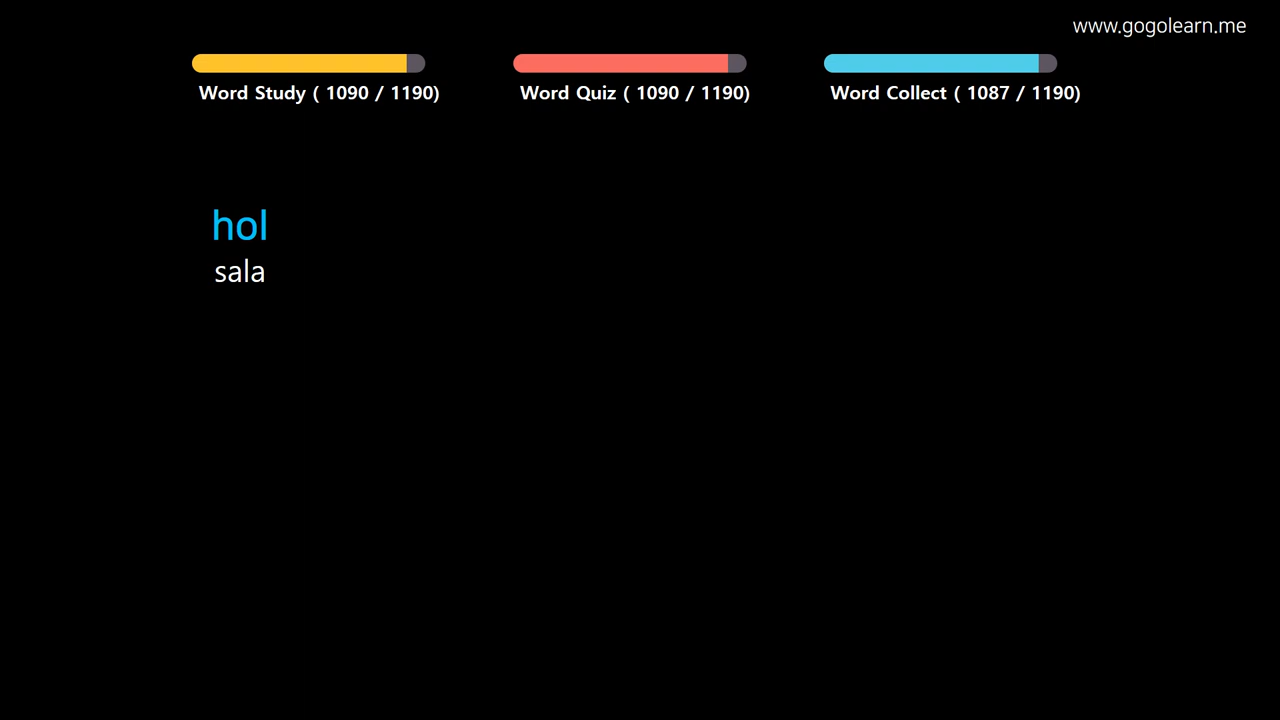 www.gogolearn.me
Word Study ( 1090 / 1190)
Word Quiz ( 1090 / 1190)
Word Collect ( 1087 / 1190)
hol
sala